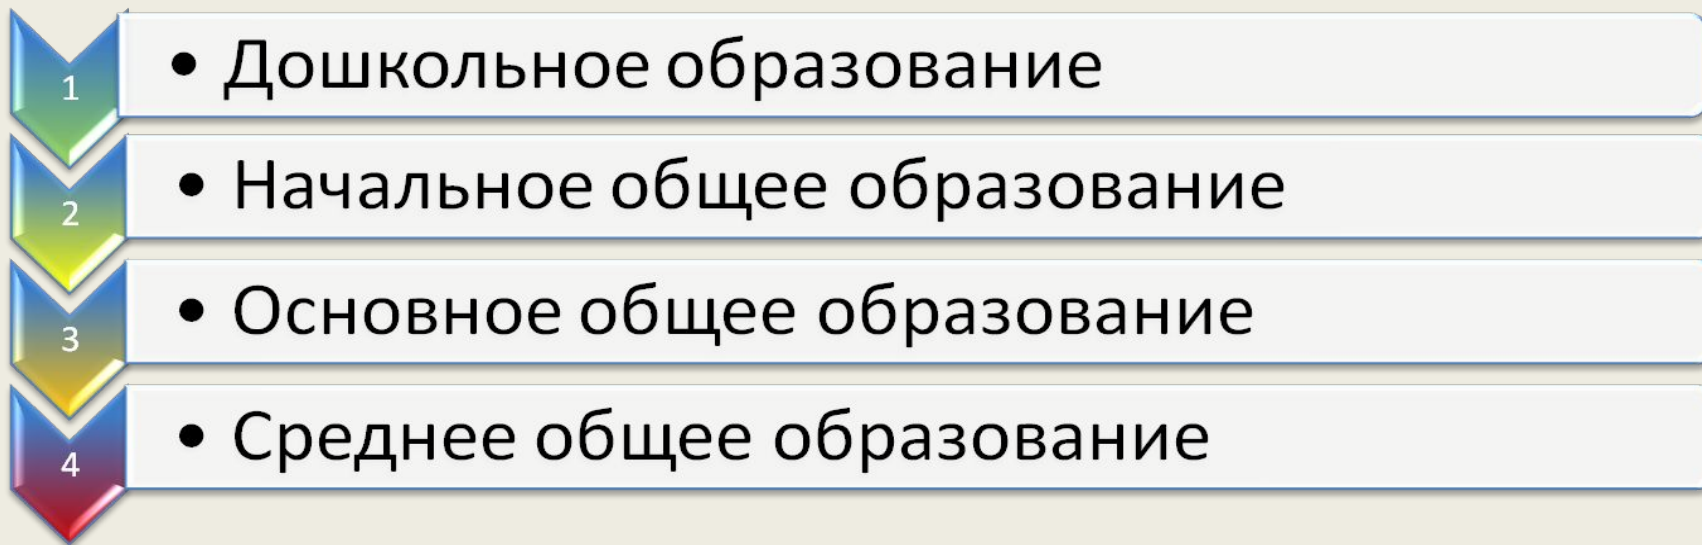 1 • Дошкольное образование
2 • Начальное общее образование
3 • Основное общее образование
4 • Среднее общее образование